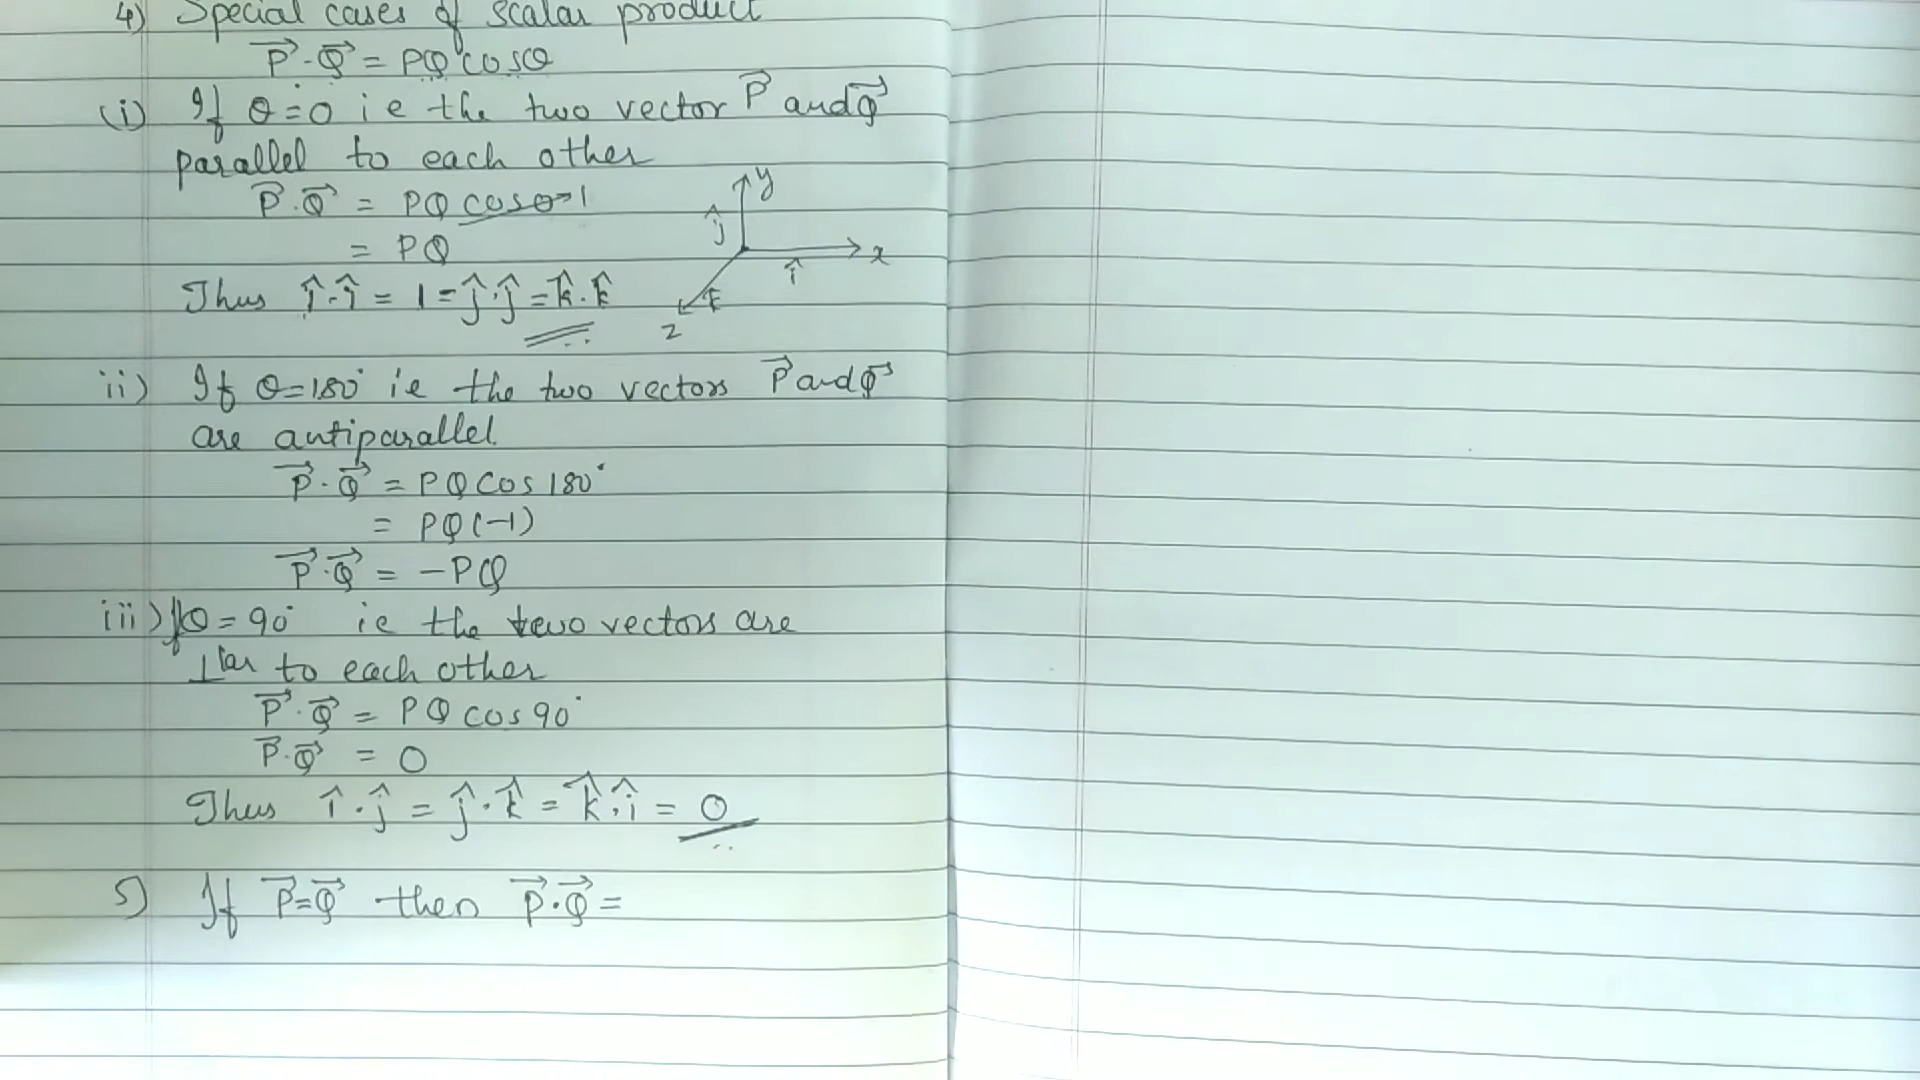 4) Special cases of scalar product
P⃗·Q⃗ = PQ cosθ
(i) If θ=0 ie the two vector P⃗ and Q⃗
parallel to each other
P⃗.Q⃗ = PQ cosθ=1
= PQ
Thus î·î = 1 = ĵ·ĵ = k̂.k̂
y
ĵ
x
î
k̂
z
ii) If θ=180° ie the two vectors P⃗ and Q⃗
are antiparallel.
P⃗·Q⃗ = PQ cos 180°
= PQ(-1)
P⃗·Q⃗ = -PQ
iii) If θ=90° ie the two vectors are
⊥lar to each other
P⃗·Q⃗ = PQ cos 90°
P⃗·Q⃗ = 0
Thus î·ĵ = ĵ·k̂ = k̂·î = 0
5) If P⃗=Q⃗ then P⃗·Q⃗ =